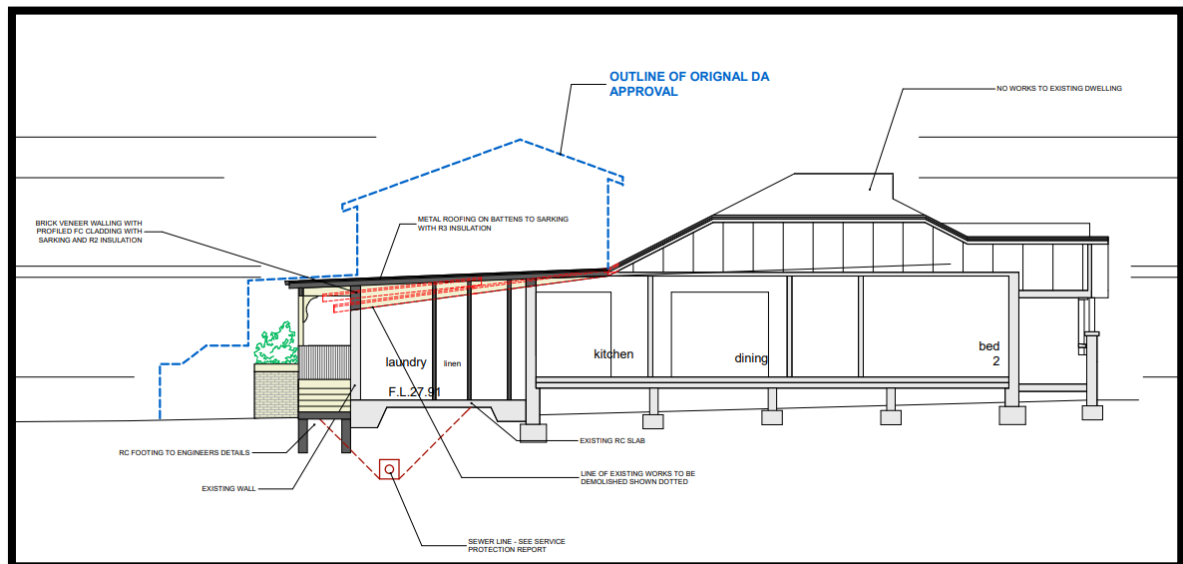 OUTLINE OF ORIGNAL DA
APPROVAL
NO WORKS TO EXISTING DWELLING
BRICK VENEER WALLING WITH
PROFILED FC CLADDING WITH
SARKING AND R2 INSULATION
METAL ROOFING ON BATTENS TO SARKING
WITH R3 INSULATION
laundry
linen
kitchen
dining
bed
2
F.L.27.91
RC FOOTING TO ENGINEERS DETAILS
EXISTING RC SLAB
EXISTING WALL
LINE OF EXISTING WORKS TO BE
DEMOLISHED SHOWN DOTTED
SEWER LINE - SEE SERVICE
PROTECTION REPORT